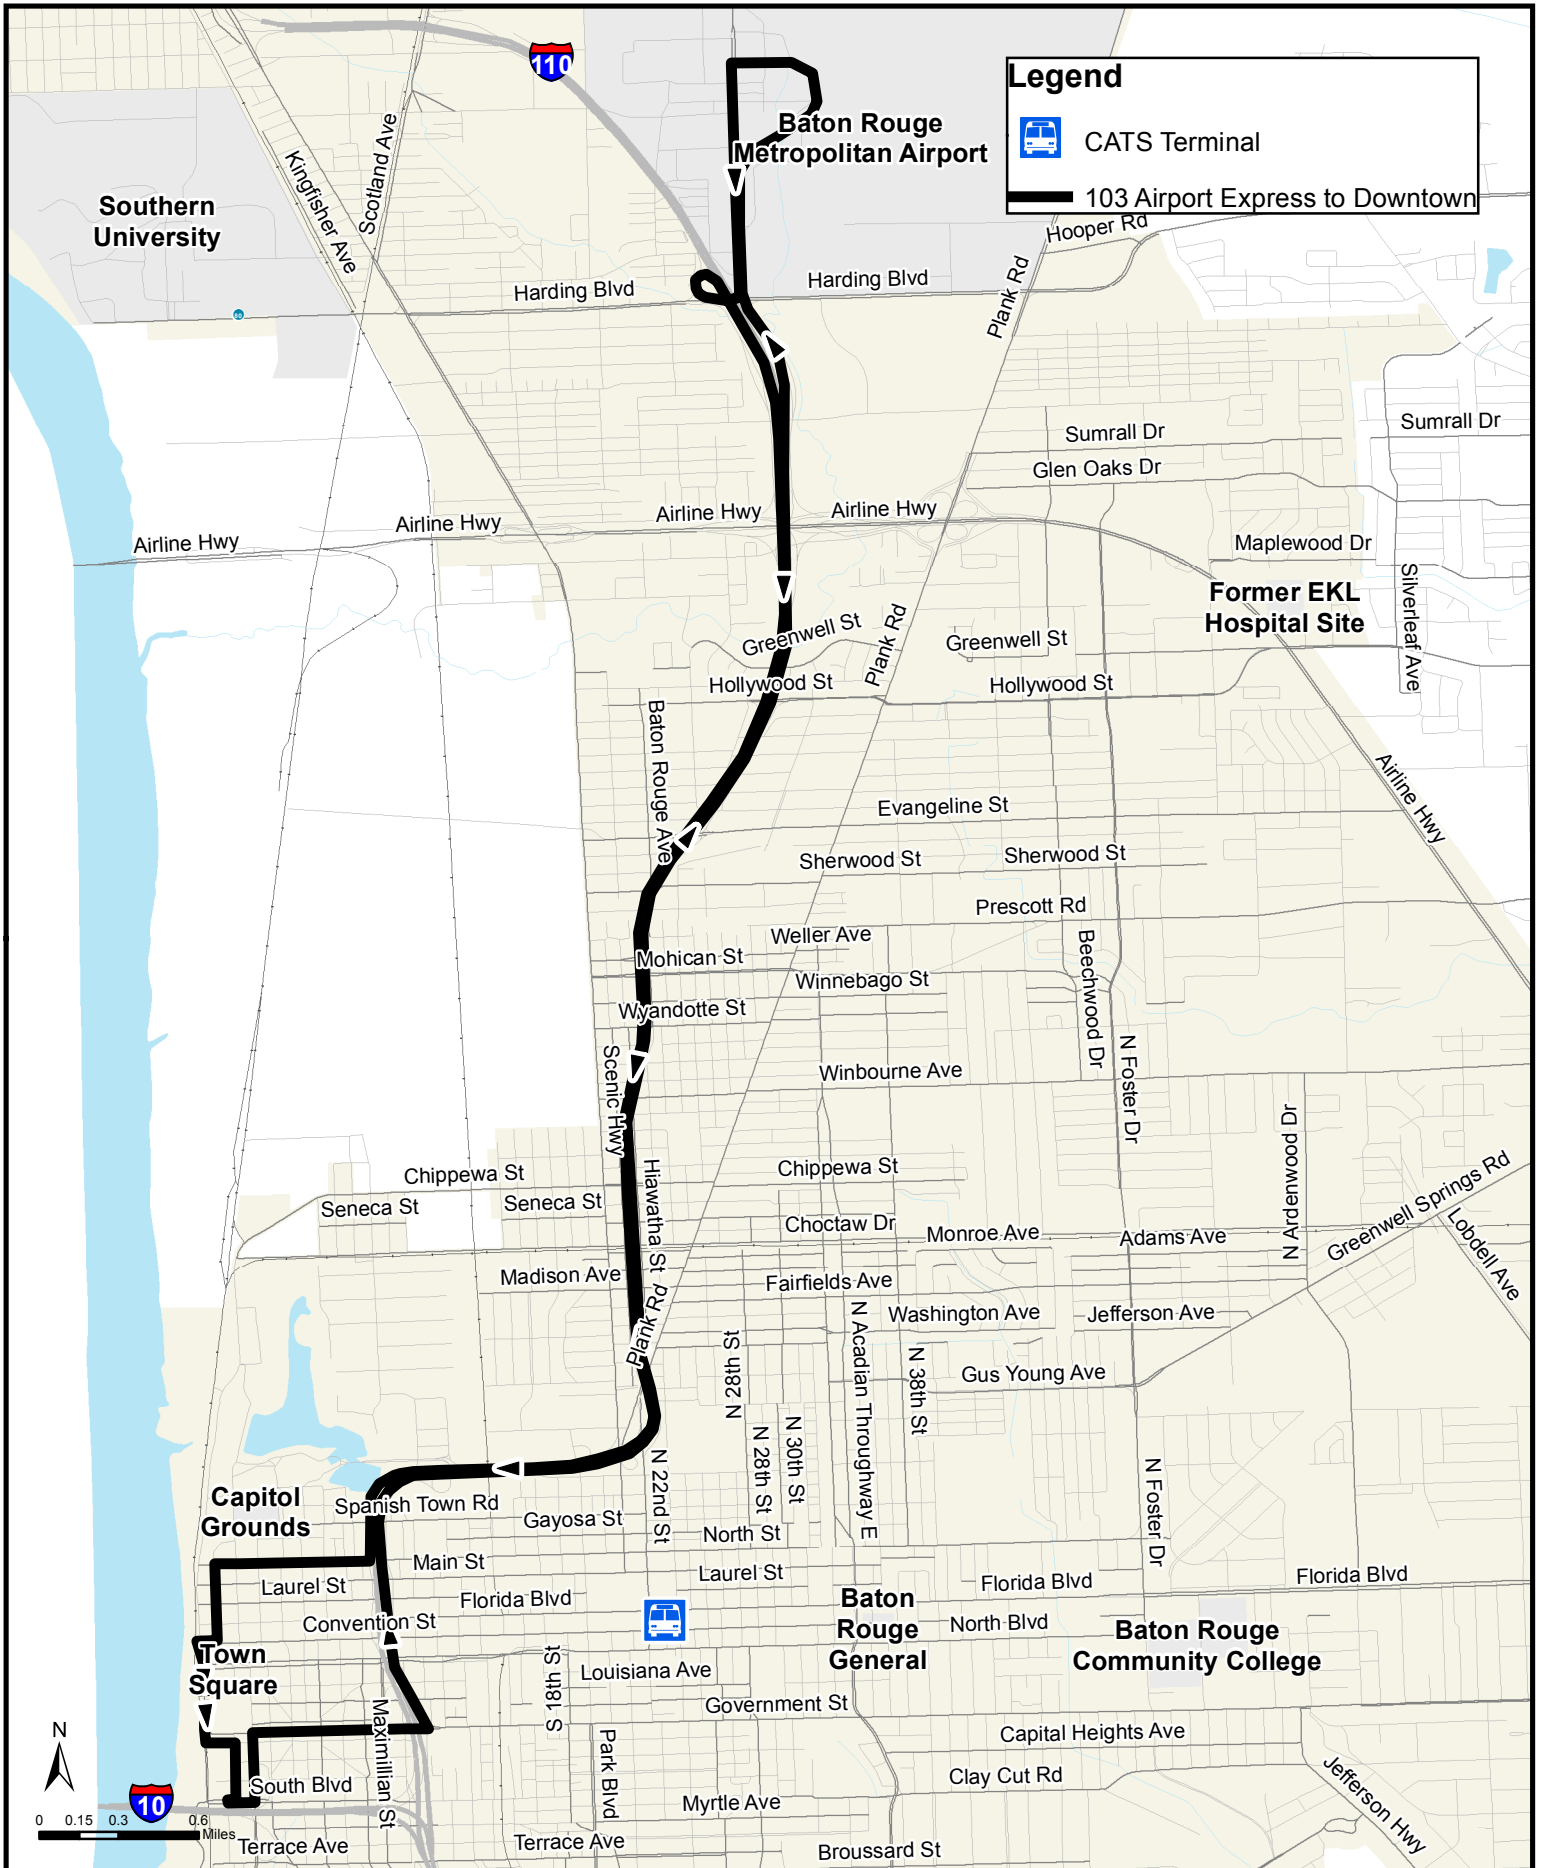 110
Legend
CATS Terminal
103 Airport Express to Downtown
Baton Rouge
Metropolitan Airport
Southern
University
Scotland Ave
Kingfisher Ave
Hooper Rd
Plank Rd
Harding Blvd
Harding Blvd
Sumrall Dr
Sumrall Dr
Glen Oaks Dr
Airline Hwy
Airline Hwy
Airline Hwy
Airline Hwy
Maplewood Dr
Silverleaf Ave
Former EKL
Hospital Site
Greenwell St
Plank Rd
Greenwell St
Hollywood St
Hollywood St
Baton Rouge Ave
Airline Hwy
Evangeline St
Sherwood St
Sherwood St
Prescott Rd
Weller Ave
Mohican St
Winnebago St
Beechwood Dr
Wyandotte St
Scenic Hwy
N Foster Dr
Winbourne Ave
N Ardenwood Dr
Chippewa St
Chippewa St
Hiawatha St
Greenwell Springs Rd
Seneca St
Seneca St
Choctaw Dr
Monroe Ave
Adams Ave
Lobdell Ave
Madison Ave
Fairfields Ave
Plank Rd
Washington Ave
Jefferson Ave
N Acadian Throughway E
N 28th St
N 38th St
Gus Young Ave
N 28th St
N 30th St
N 22nd St
N Foster Dr
Capitol
Grounds
Spanish Town Rd
Gayosa St
North St
Main St
Laurel St
Laurel St
Florida Blvd
Florida Blvd
Florida Blvd
Convention St
Baton
Rouge
General
North Blvd
Baton Rouge
Community College
Town
Square
S 18th St
Louisiana Ave
Government St
Maximillian St
Park Blvd
Capital Heights Ave
N
South Blvd
Clay Cut Rd
Jefferson Hwy
10
Myrtle Ave
0 0.15 0.3 0.6
Miles
Terrace Ave
Terrace Ave
Broussard St